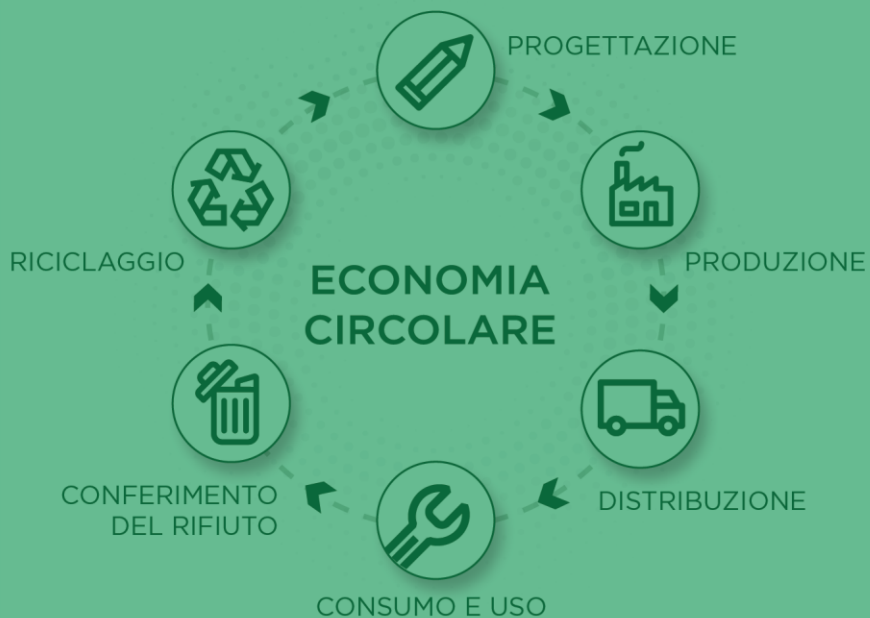 PROGETTAZIONE
RICICLAGGIO
PRODUZIONE
ECONOMIA
CIRCOLARE
CONFERIMENTO
DEL RIFIUTO
DISTRIBUZIONE
CONSUMO E USO